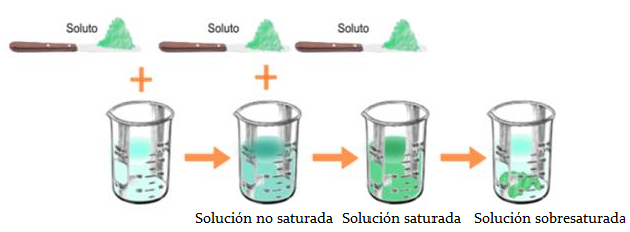 Soluto
Soluto
Soluto
Solución no saturada
Solución saturada
Solución sobresaturada